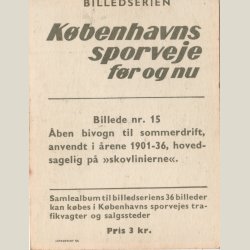 BILLEDSERIEN
Københavns
sporveje
før og nu
Billede nr. 15
Åben bivogn til sommerdrift,
anvendt i årene 1901-36, hoved-
sagelig på »skovlinierne«.
Samlealbum til billedseriens 36 billeder
kan købes i Københavns sporvejes tra-
fikvagter og salgssteder
Pris 3 kr.